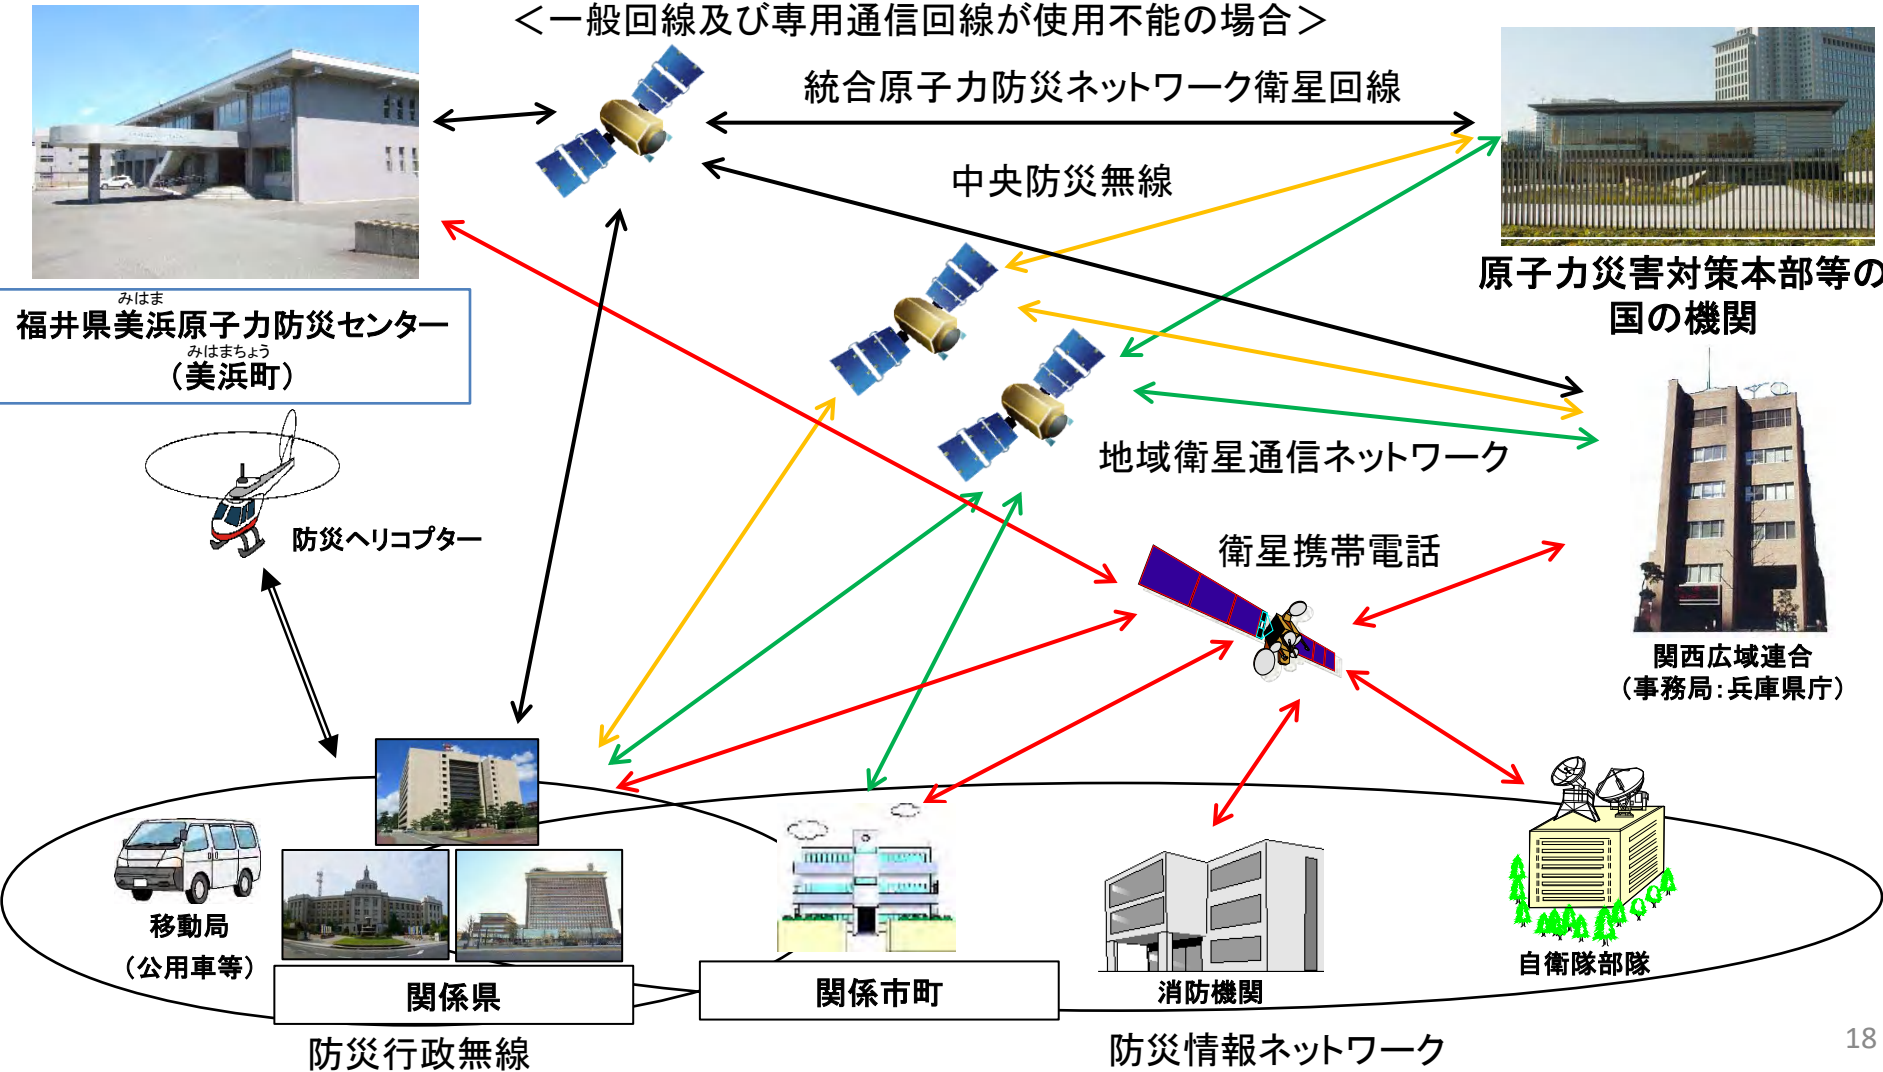 ＜一般回線及び専用通信回線が使用不能の場合＞
統合原子力防災ネットワーク衛星回線
中央防災無線
原子力災害対策本部等の
国の機関
みはま
福井県美浜原子力防災センター
みはまちょう
（美浜町）
地域衛星通信ネットワーク
防災ヘリコプター
衛星携帯電話
関西広域連合
（事務局：兵庫県庁）
移動局
（公用車等）
関係県
関係市町
消防機関
自衛隊部隊
防災行政無線
防災情報ネットワーク
18